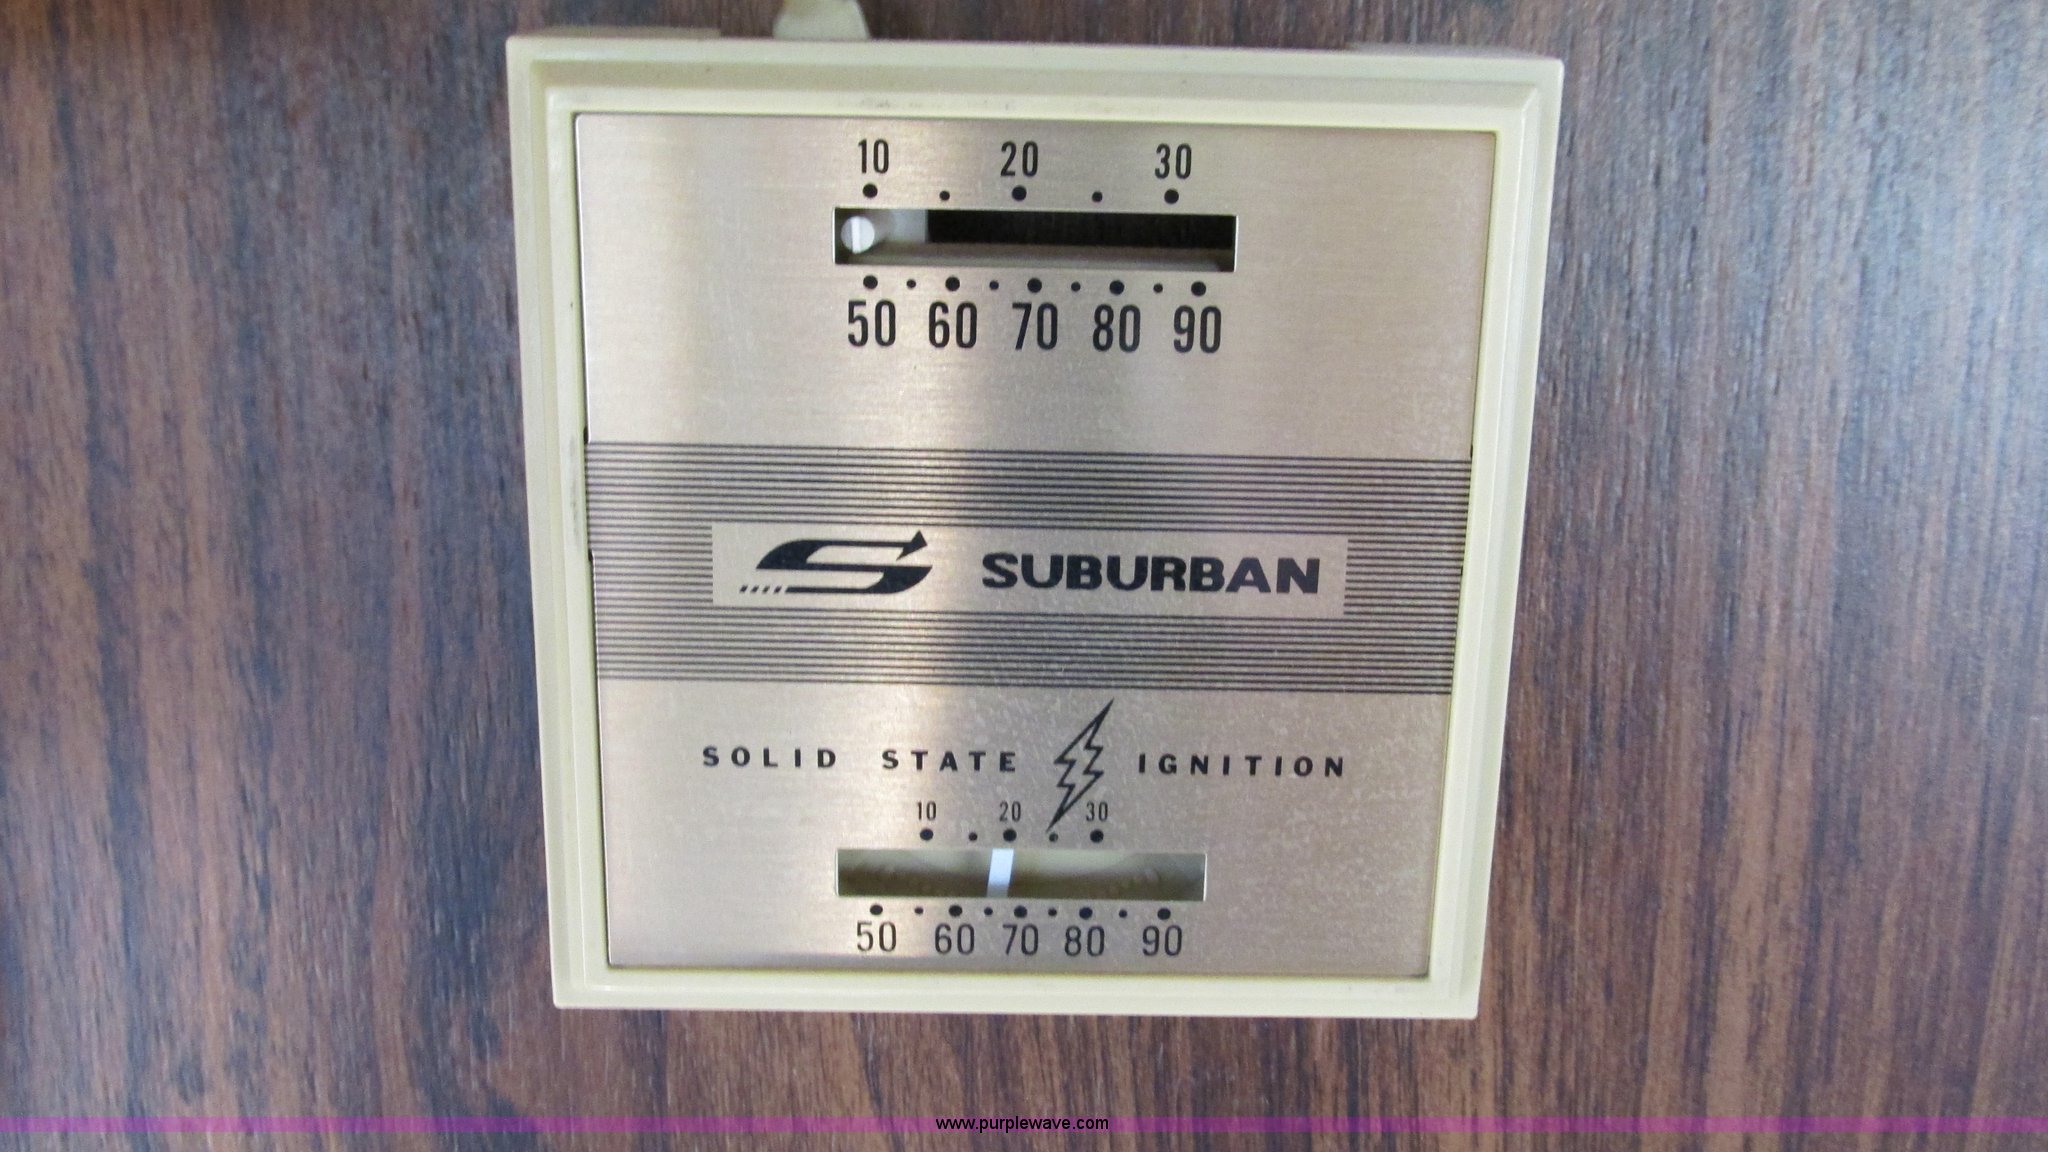 10 20 30
50 60 70 80 90
SUBURBAN
SOLID STATE IGNITION
10 20 30
50 60 70 80 90
www.purplewave.com